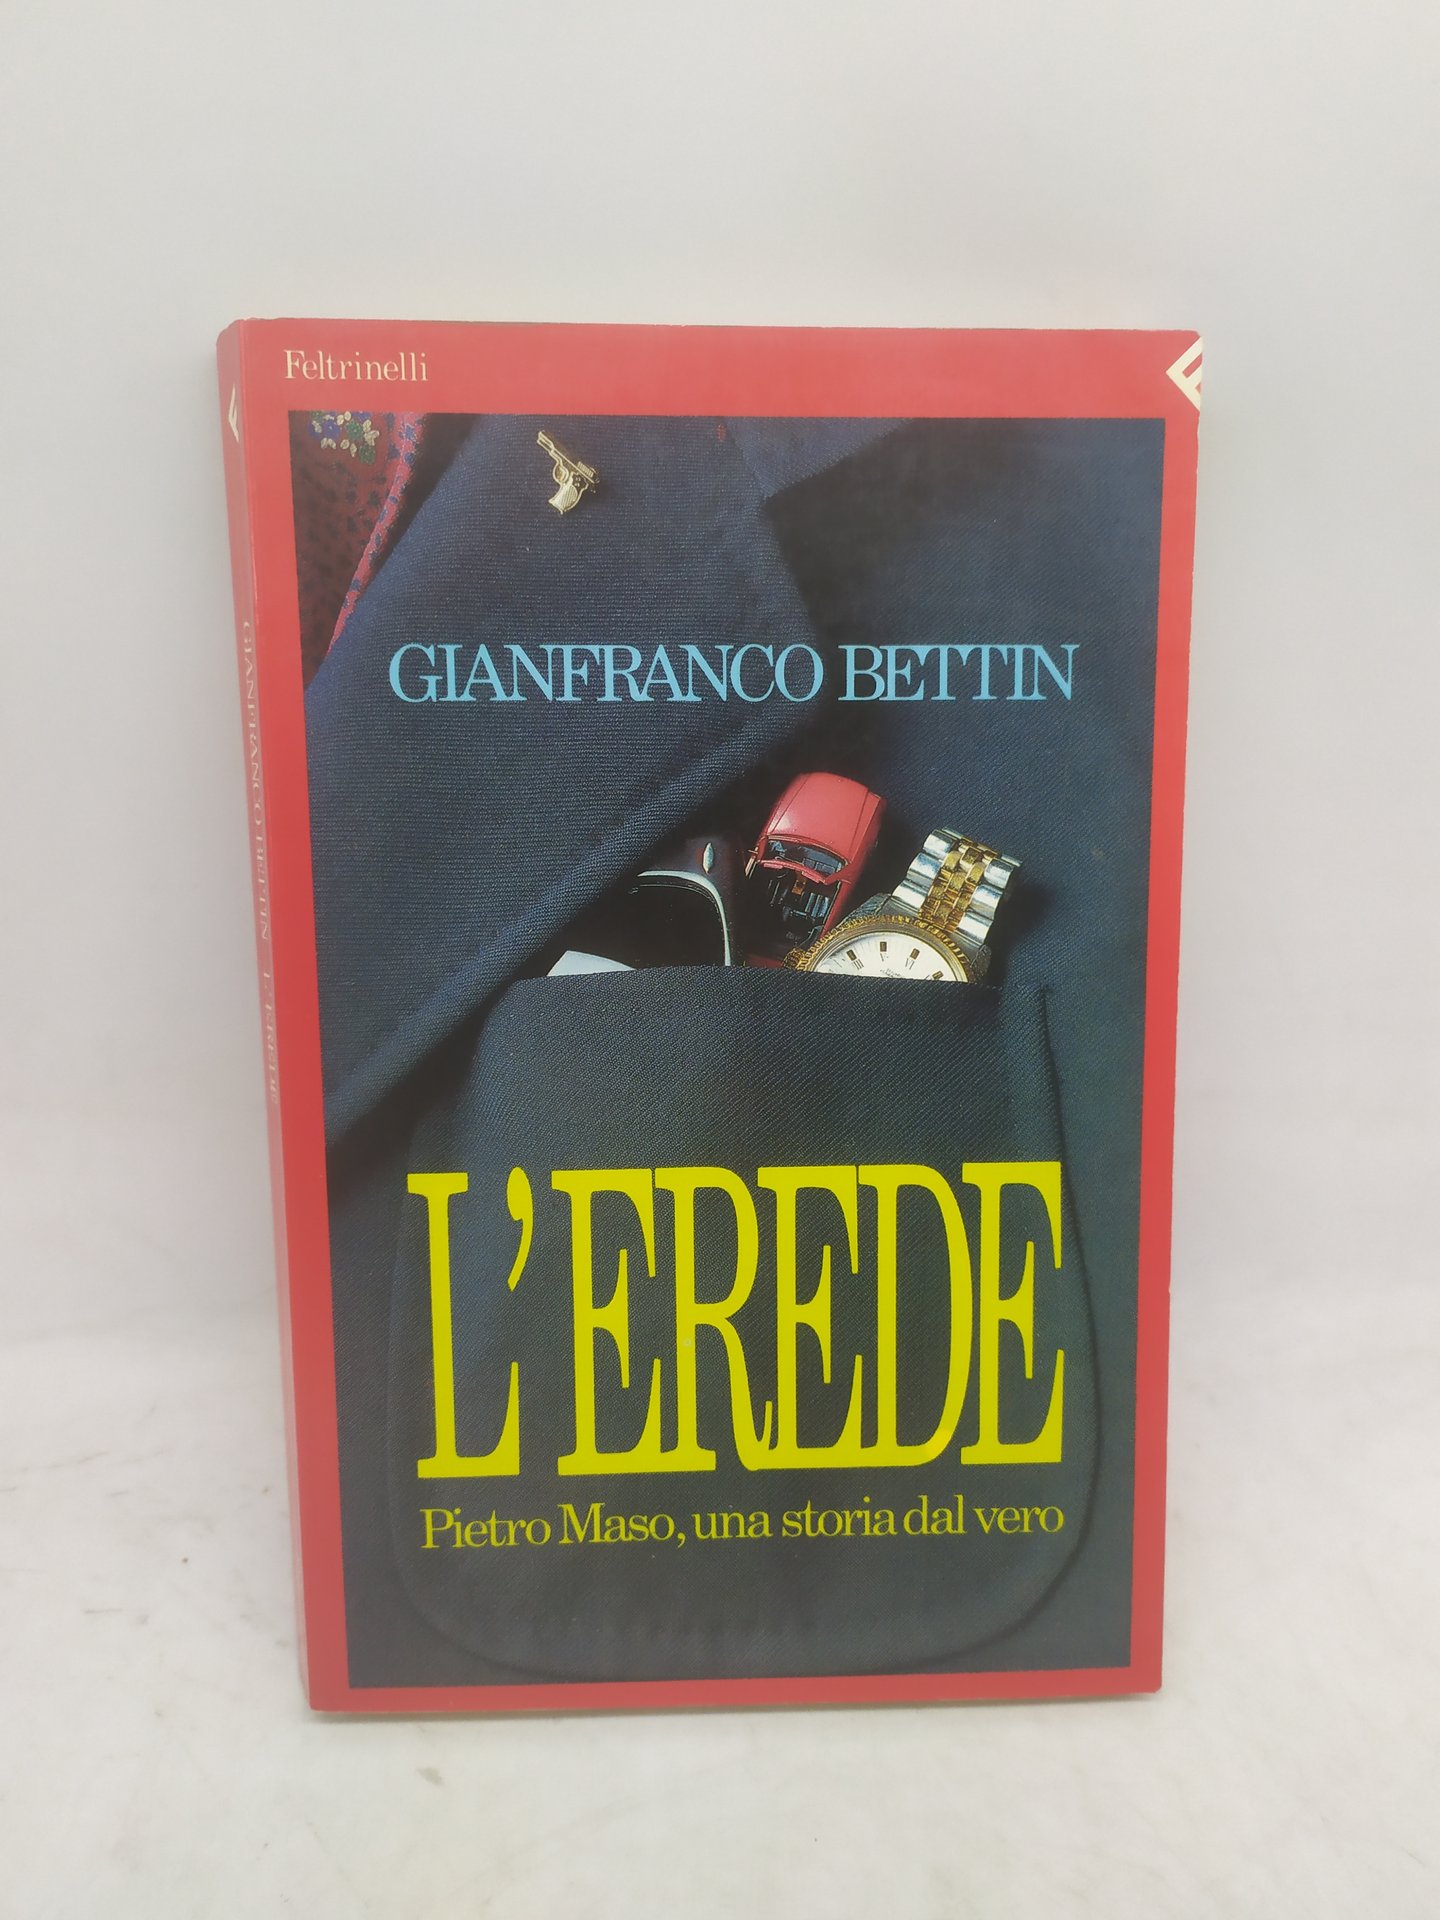 Feltrinelli
GIANFRANCO BETTIN
L'EREDE
Pietro Maso, una storia dal vero
GIANFRANCO BETTIN L'EREDE